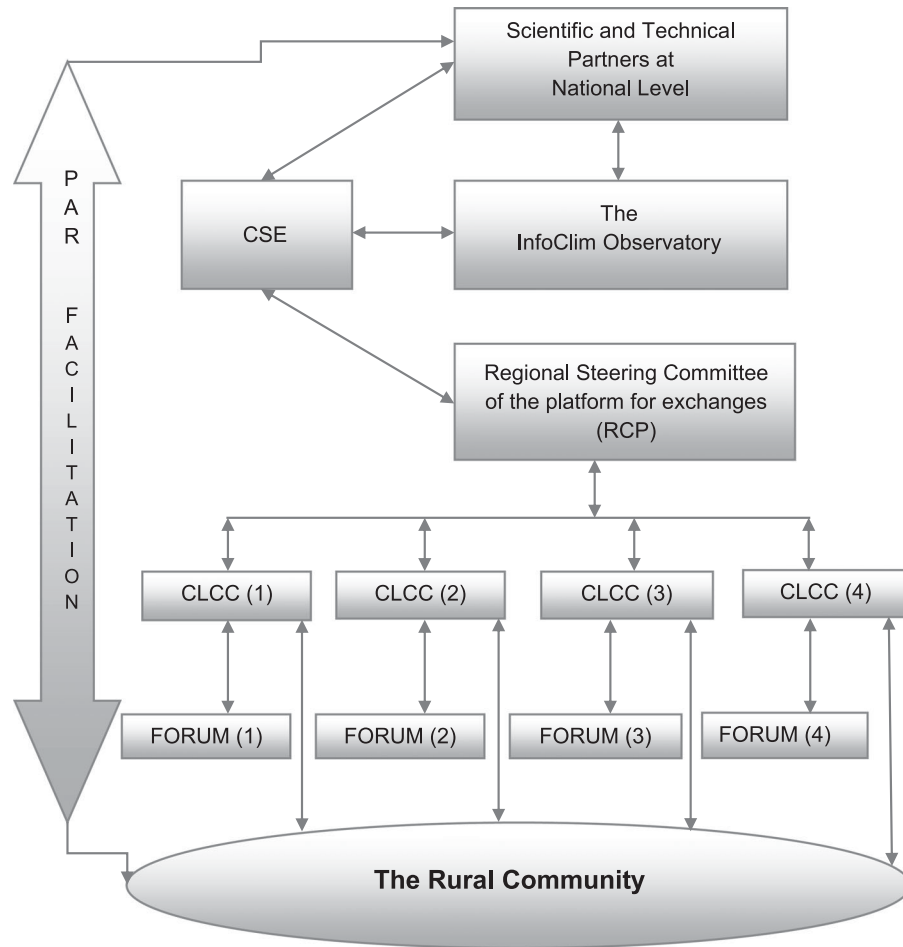 Scientific and Technical
Partners at
National Level
PAR FACILITATION
CSE
The
InfoClim Observatory
Regional Steering Committee
of the platform for exchanges
(RCP)
CLCC (1)
CLCC (2)
CLCC (3)
CLCC (4)
FORUM (1)
FORUM (2)
FORUM (3)
FORUM (4)
The Rural Community